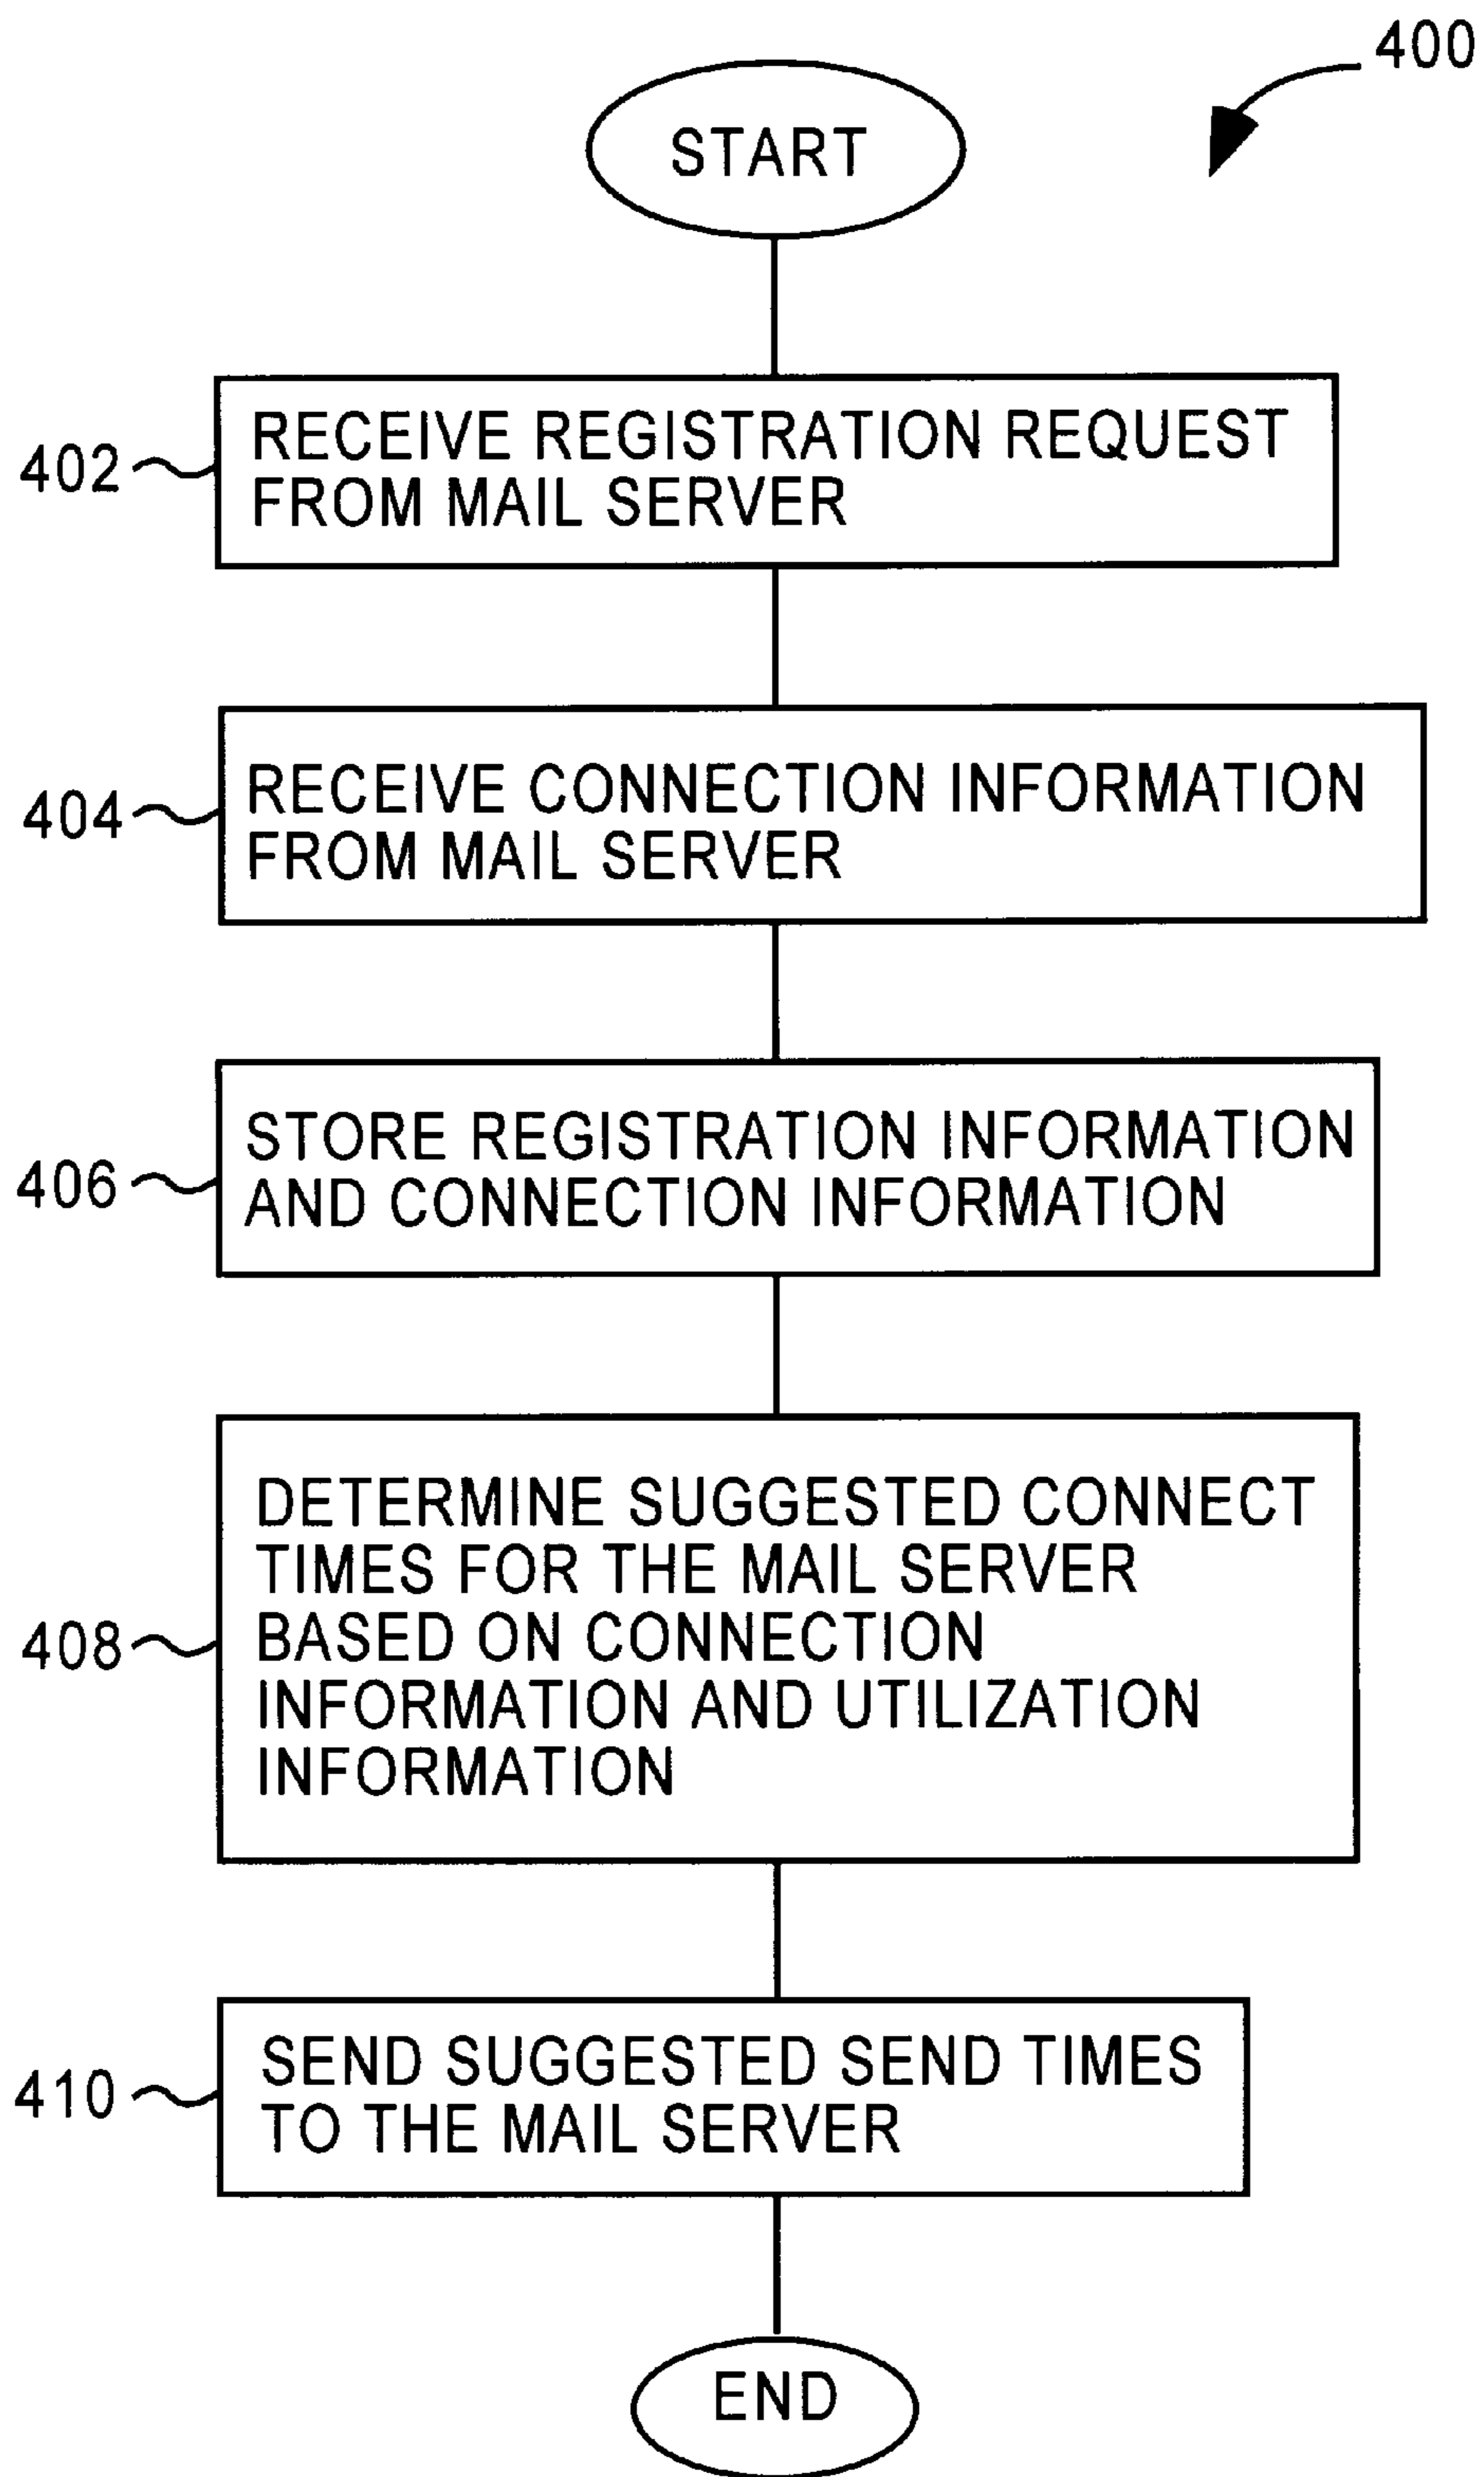 400
START
402
RECEIVE REGISTRATION REQUEST
FROM MAIL SERVER
404
RECEIVE CONNECTION INFORMATION
FROM MAIL SERVER
406
STORE REGISTRATION INFORMATION
AND CONNECTION INFORMATION
408
DETERMINE SUGGESTED CONNECT
TIMES FOR THE MAIL SERVER
BASED ON CONNECTION
INFORMATION AND UTILIZATION
INFORMATION
410
SEND SUGGESTED SEND TIMES
TO THE MAIL SERVER
END